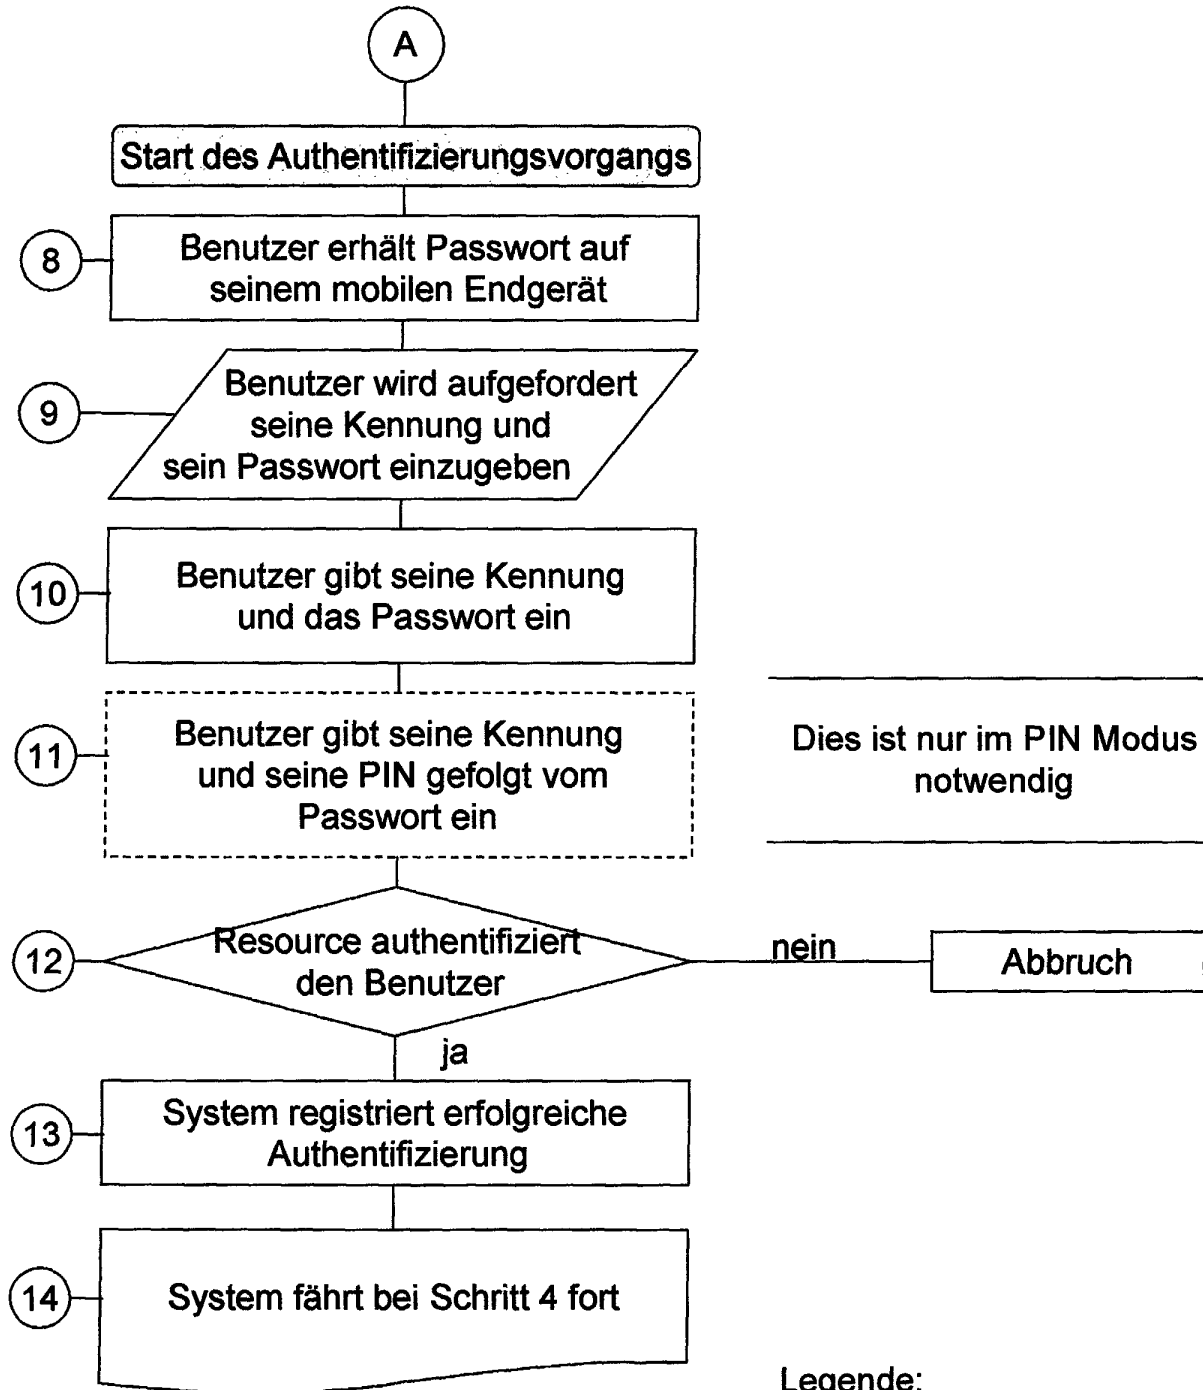 A
Start des Authentifizierungsvorgangs
8
Benutzer erhält Passwort auf
seinem mobilen Endgerät
9
Benutzer wird aufgefordert
seine Kennung und
sein Passwort einzugeben
10
Benutzer gibt seine Kennung
und das Passwort ein
11
Benutzer gibt seine Kennung
und seine PIN gefolgt vom
Passwort ein
Dies ist nur im PIN Modus
notwendig
12
Resource authentifiziert
den Benutzer
nein
Abbruch
ja
13
System registriert erfolgreiche
Authentifizierung
14
System fährt bei Schritt 4 fort
Legende: